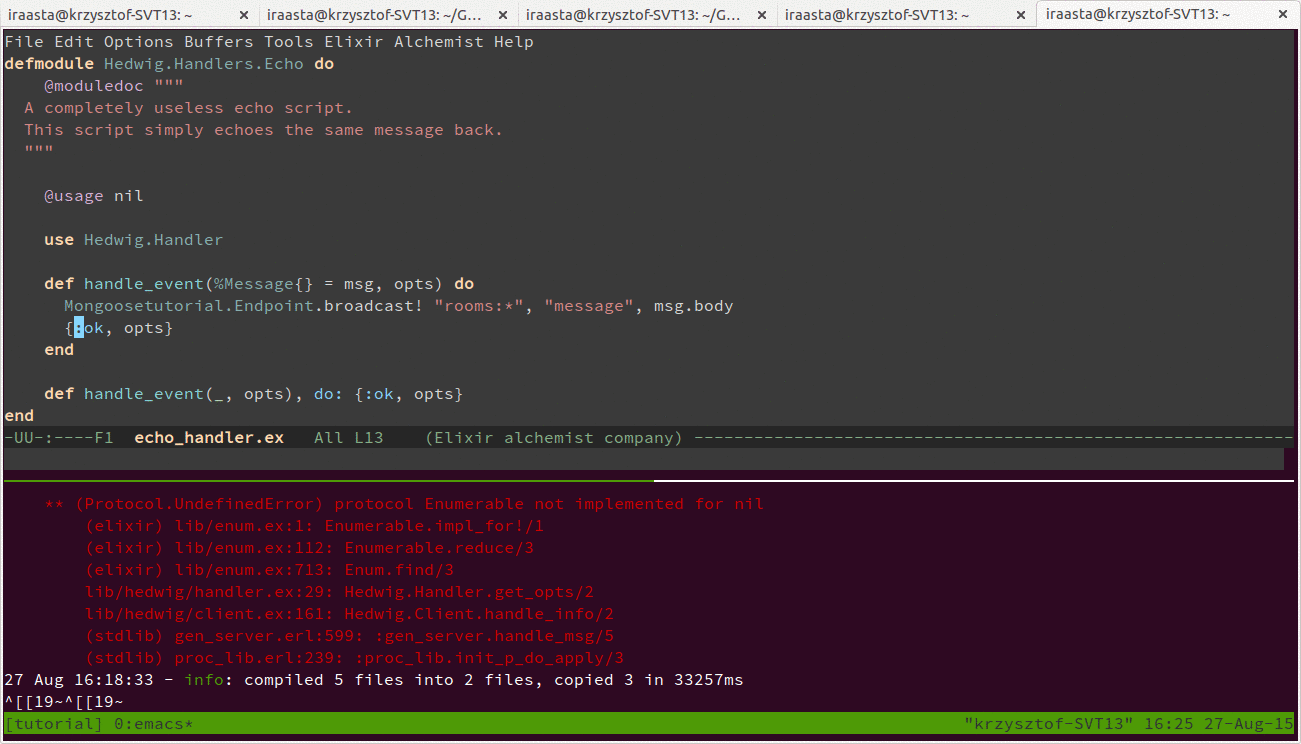 iraasta@krzysztof-SVT13: ~ × iraasta@krzysztof-SVT13: ~/G... × iraasta@krzysztof-SVT13: ~/G... × iraasta@krzysztof-SVT13: ~ × iraasta@krzysztof-SVT13: ~ ×
File Edit Options Buffers Tools Elixir Alchemist Help
defmodule Hedwig.Handlers.Echo do
    @moduledoc """
  A completely useless echo script.
  This script simply echoes the same message back.
  """
    @usage nil
    use Hedwig.Handler
    def handle_event(%Message{} = msg, opts) do
      Mongoosetutorial.Endpoint.broadcast! "rooms:*", "message", msg.body
      {:ok, opts}
    end
    def handle_event(_, opts), do: {:ok, opts}
end
-UU-:----F1  echo_handler.ex   All L13    (Elixir alchemist company) ------------------------------------------------------------
    ** (Protocol.UndefinedError) protocol Enumerable not implemented for nil
        (elixir) lib/enum.ex:1: Enumerable.impl_for!/1
        (elixir) lib/enum.ex:112: Enumerable.reduce/3
        (elixir) lib/enum.ex:713: Enum.find/3
        lib/hedwig/handler.ex:29: Hedwig.Handler.get_opts/2
        lib/hedwig/client.ex:161: Hedwig.Client.handle_info/2
        (stdlib) gen_server.erl:599: :gen_server.handle_msg/5
        (stdlib) proc_lib.erl:239: :proc_lib.init_p_do_apply/3
27 Aug 16:18:33 - info: compiled 5 files into 2 files, copied 3 in 33257ms
^[[19~^[[19~
[tutorial] 0:emacs* "krzysztof-SVT13" 16:25 27-Aug-15